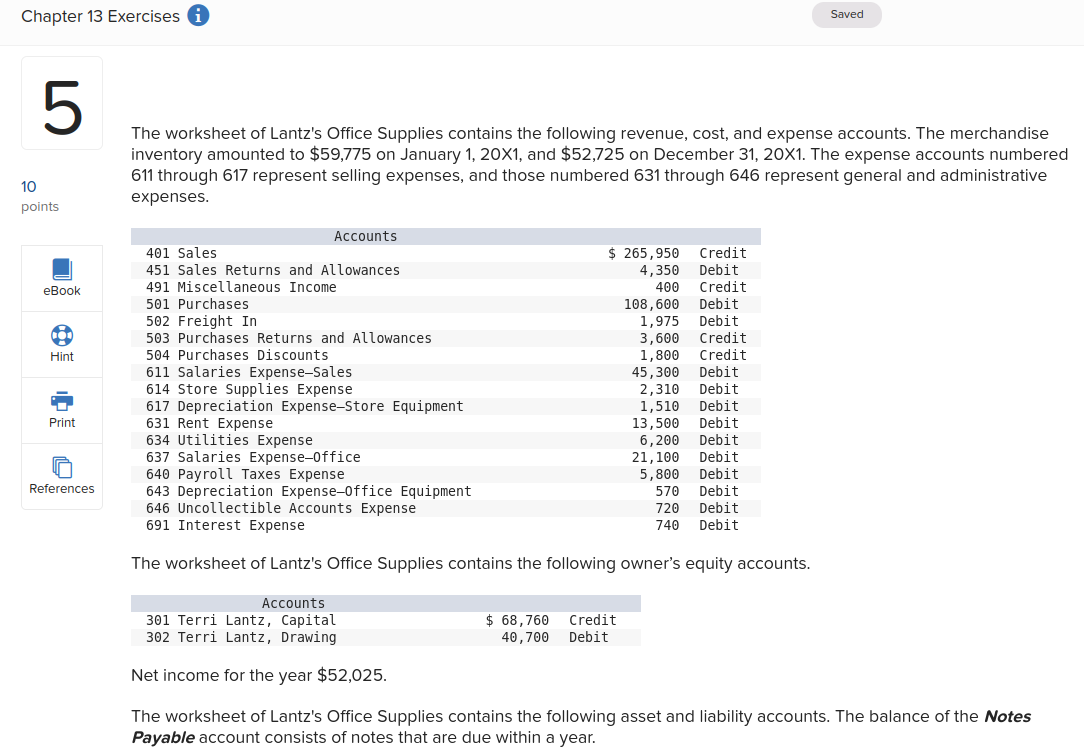 Chapter 13 Exercises i
Saved
5
10
points
eBook
Hint
Print
References
The worksheet of Lantz's Office Supplies contains the following revenue, cost, and expense accounts. The merchandise
inventory amounted to $59,775 on January 1, 20X1, and $52,725 on December 31, 20X1. The expense accounts numbered
611 through 617 represent selling expenses, and those numbered 631 through 646 represent general and administrative
expenses.
Accounts
401 Sales $ 265,950 Credit
451 Sales Returns and Allowances 4,350 Debit
491 Miscellaneous Income 400 Credit
501 Purchases 108,600 Debit
502 Freight In 1,975 Debit
503 Purchases Returns and Allowances 3,600 Credit
504 Purchases Discounts 1,800 Credit
611 Salaries Expense–Sales 45,300 Debit
614 Store Supplies Expense 2,310 Debit
617 Depreciation Expense–Store Equipment 1,510 Debit
631 Rent Expense 13,500 Debit
634 Utilities Expense 6,200 Debit
637 Salaries Expense–Office 21,100 Debit
640 Payroll Taxes Expense 5,800 Debit
643 Depreciation Expense–Office Equipment 570 Debit
646 Uncollectible Accounts Expense 720 Debit
691 Interest Expense 740 Debit
The worksheet of Lantz's Office Supplies contains the following owner’s equity accounts.
Accounts
301 Terri Lantz, Capital $ 68,760 Credit
302 Terri Lantz, Drawing 40,700 Debit
Net income for the year $52,025.
The worksheet of Lantz's Office Supplies contains the following asset and liability accounts. The balance of the Notes
Payable account consists of notes that are due within a year.